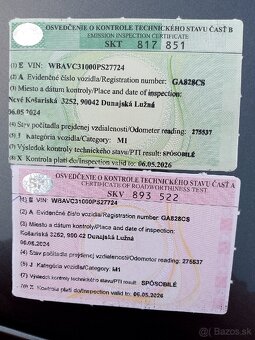 OSVEDČENIE O KONTROLE TECHNICKÉHO STAVU ČASŤ B
EMISSION INSPECTION CERTIFICATE
SKT 817 851
(1) E VIN: WBAVC31000PS27724
(2) A Evidenčné číslo vozidla/Registration number: GA828CS
(3) Miesto a dátum kontroly/Place and date of inspection:
Nové Košariská 3252, 90042 Dunajská Lužná
06.05.2024
(4) Stav počítadla prejdenej vzdialenosti/Odometer reading: 275537
(5) J Kategória vozidla/Category: M1
(7) Výsledok kontroly technického stavu/PTI result: SPÔSOBILÉ
(8) X Kontrola platí do/Inspection valid to: 06.05.2026
OSVEDČENIE O KONTROLE TECHNICKÉHO STAVU ČASŤ A
CERTIFICATE OF ROADWORTHINESS TEST
SKV 893 522
(1) E VIN: WBAVC31000PS27724
(2) A Evidenčné číslo vozidla/Registration number: GA828CS
(3) Miesto a dátum kontroly/Place and date of inspection:
Košariská 3252, 90042 Dunajská Lužná
06.05.2024
(4) Stav počítadla prejdenej vzdialenosti/Odometer reading: 275537
(5) J Kategória vozidla/Category: M1
(7) Výsledok kontroly technického stavu/PTI result: SPÔSOBILÉ
(8) X Kontrola platí do/Inspection valid to: 06.05.2026
Bazos.sk